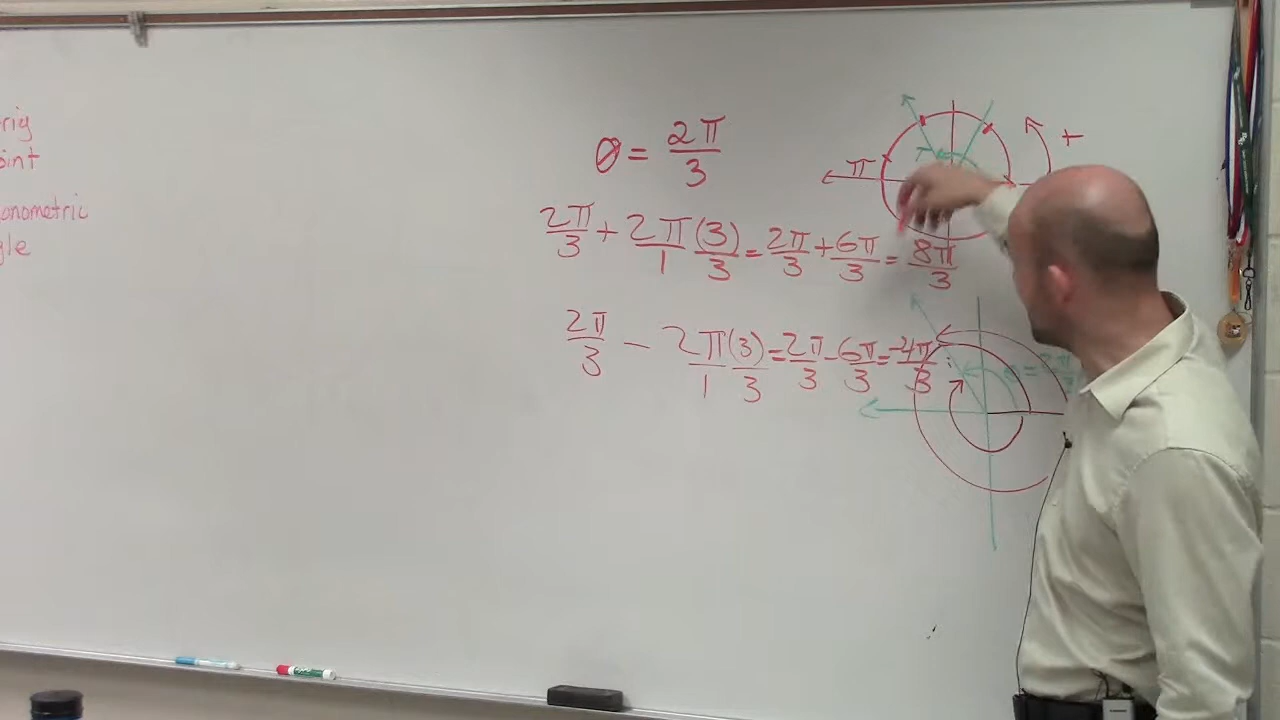 θ = 2π/3
π +
2π/3 + 2π/1 (3)/3 = 2π/3 + 6π/3 = 8π/3
2π/3 − 2π/1 (3)/3 = 2π/3 − 6π/3 = −4π/3